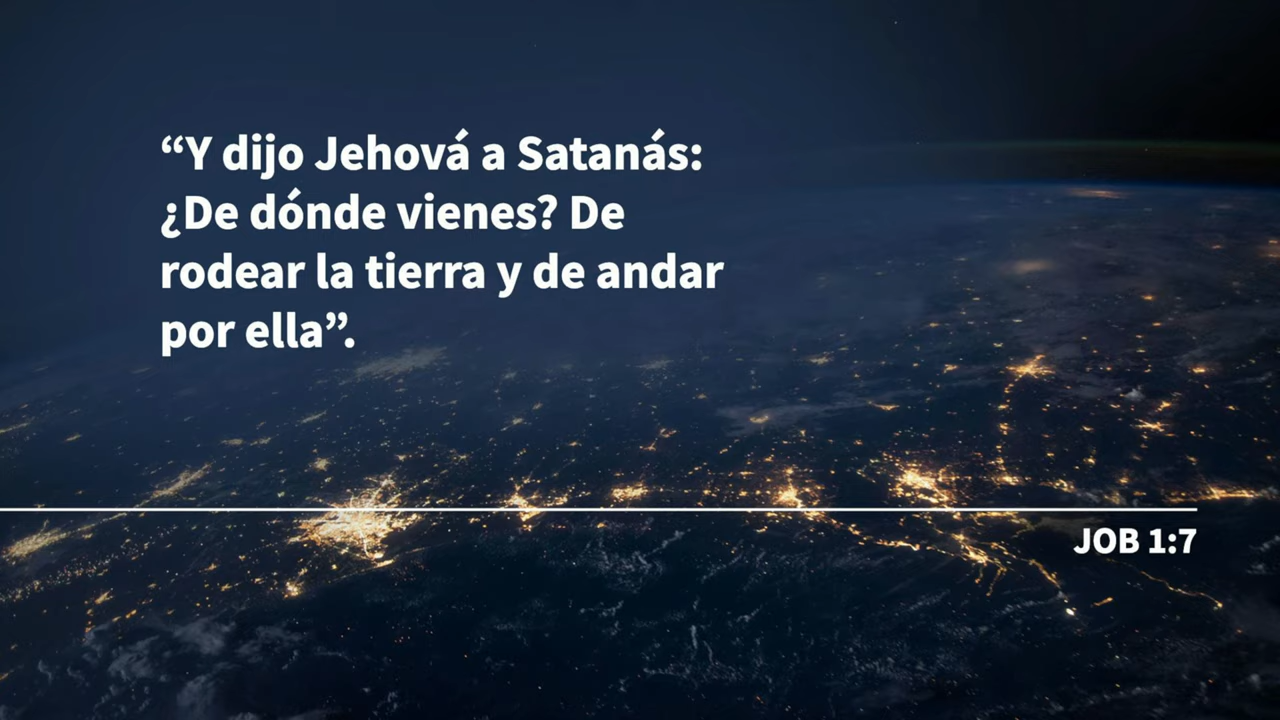 “Y dijo Jehová a Satanás:
¿De dónde vienes? De
rodear la tierra y de andar
por ella”.
JOB 1:7